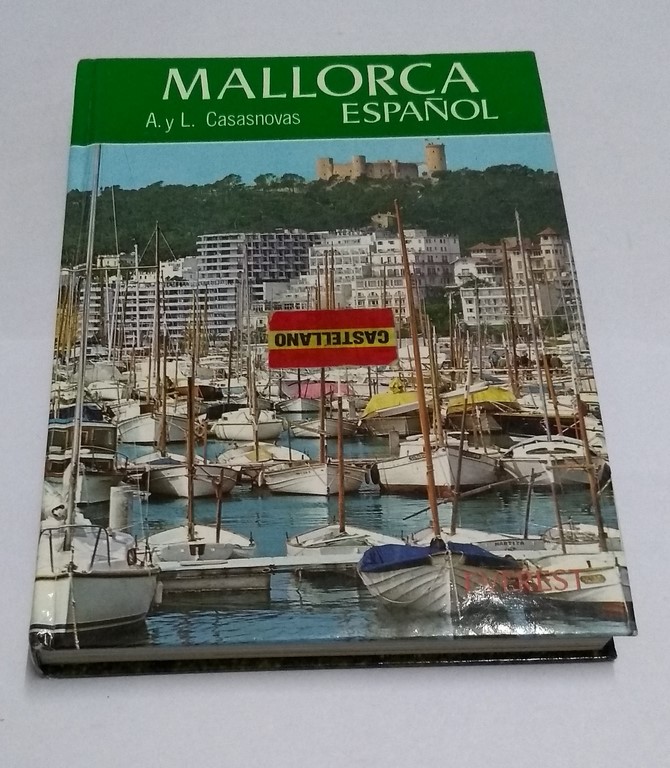 MALLORCA
A. y L. Casasnovas ESPAÑOL
CASTELLANO
EVEREST